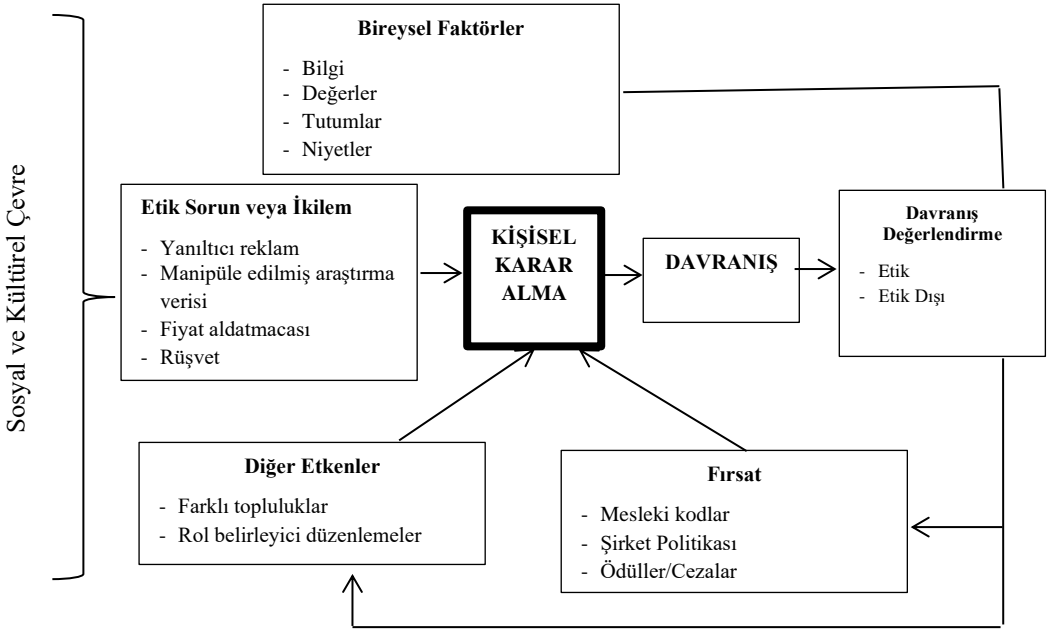 Sosyal ve Kültürel Çevre
Bireysel Faktörler
- Bilgi
- Değerler
- Tutumlar
- Niyetler
Etik Sorun veya İkilem
- Yanıltıcı reklam
- Manipüle edilmiş araştırma
verisi
- Fiyat aldatmacası
- Rüşvet
KİŞİSEL
KARAR
ALMA
DAVRANIŞ
Davranış
Değerlendirme
- Etik
- Etik Dışı
Diğer Etkenler
- Farklı topluluklar
- Rol belirleyici düzenlemeler
Fırsat
- Mesleki kodlar
- Şirket Politikası
- Ödüller/Cezalar